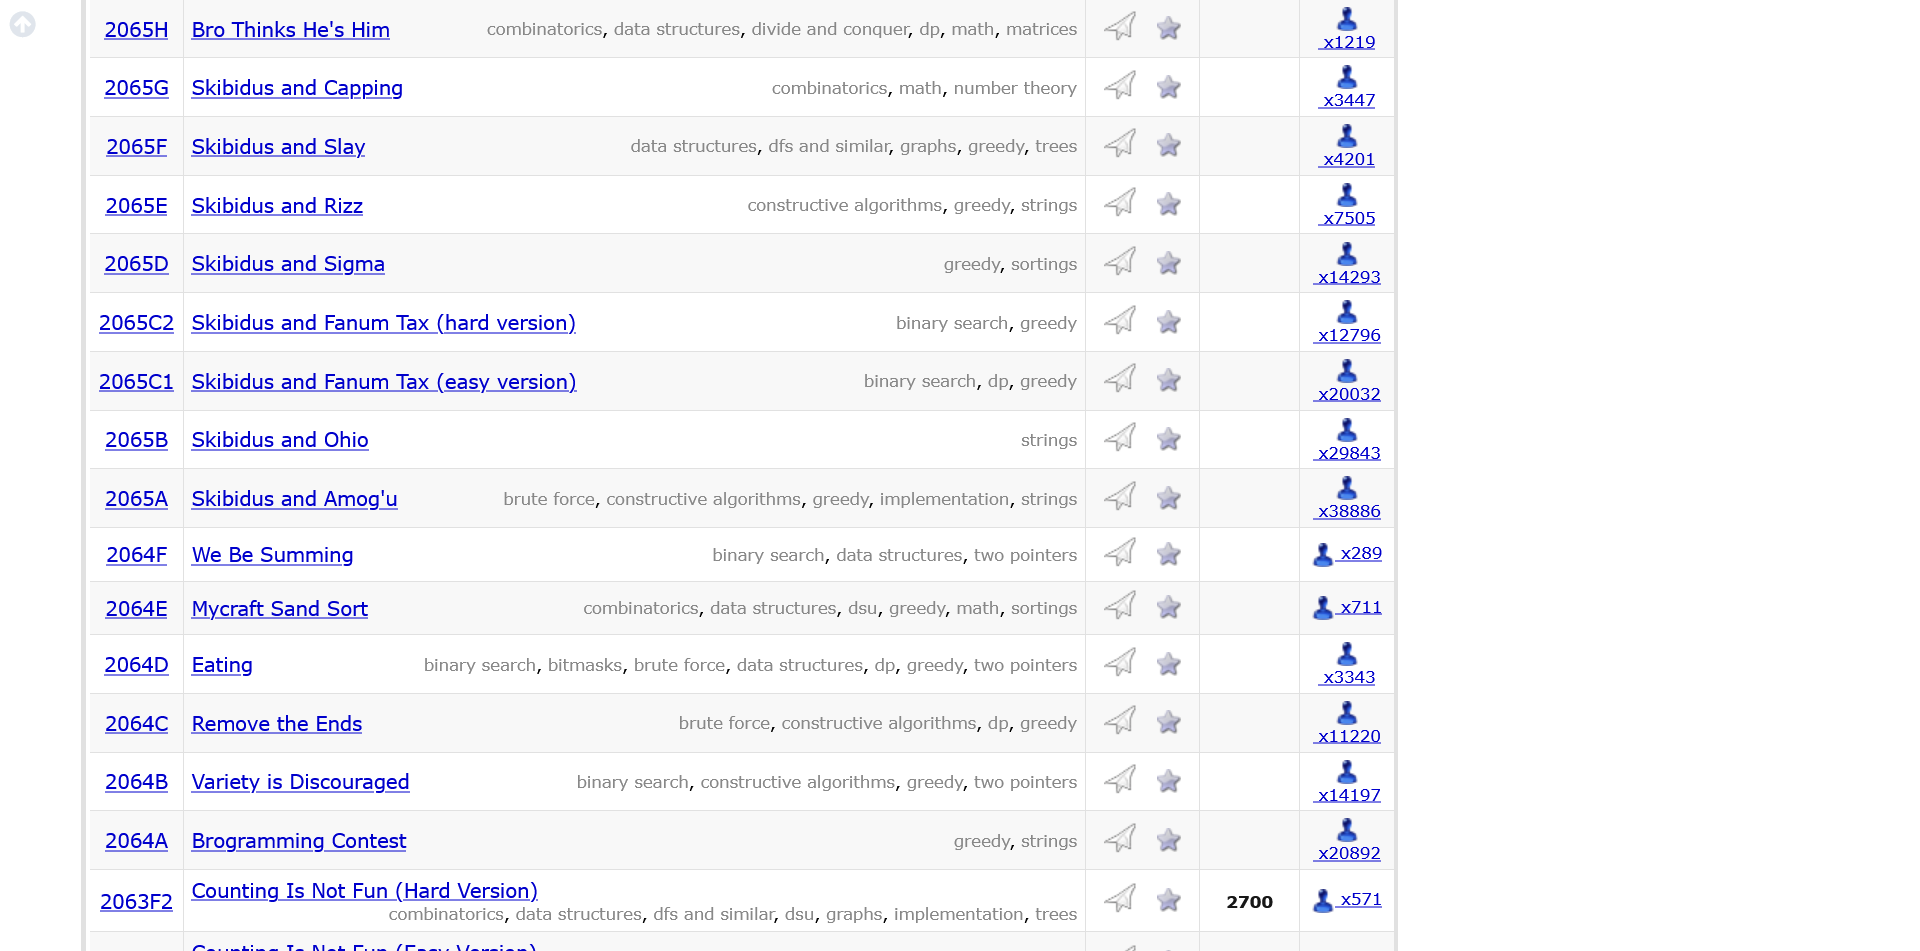 2065H Bro Thinks He's Him combinatorics, data structures, divide and conquer, dp, math, matrices x1219
2065G Skibidus and Capping combinatorics, math, number theory x3447
2065F Skibidus and Slay data structures, dfs and similar, graphs, greedy, trees x4201
2065E Skibidus and Rizz constructive algorithms, greedy, strings x7505
2065D Skibidus and Sigma greedy, sortings x14293
2065C2 Skibidus and Fanum Tax (hard version) binary search, greedy x12796
2065C1 Skibidus and Fanum Tax (easy version) binary search, dp, greedy x20032
2065B Skibidus and Ohio strings x29843
2065A Skibidus and Amog'u brute force, constructive algorithms, greedy, implementation, strings x38886
2064F We Be Summing binary search, data structures, two pointers x289
2064E Mycraft Sand Sort combinatorics, data structures, dsu, greedy, math, sortings x711
2064D Eating binary search, bitmasks, brute force, data structures, dp, greedy, two pointers x3343
2064C Remove the Ends brute force, constructive algorithms, dp, greedy x11220
2064B Variety is Discouraged binary search, constructive algorithms, greedy, two pointers x14197
2064A Brogramming Contest greedy, strings x20892
2063F2 Counting Is Not Fun (Hard Version) 2700 x571
combinatorics, data structures, dfs and similar, dsu, graphs, implementation, trees
Counting Is Not Fun (Easy Version)